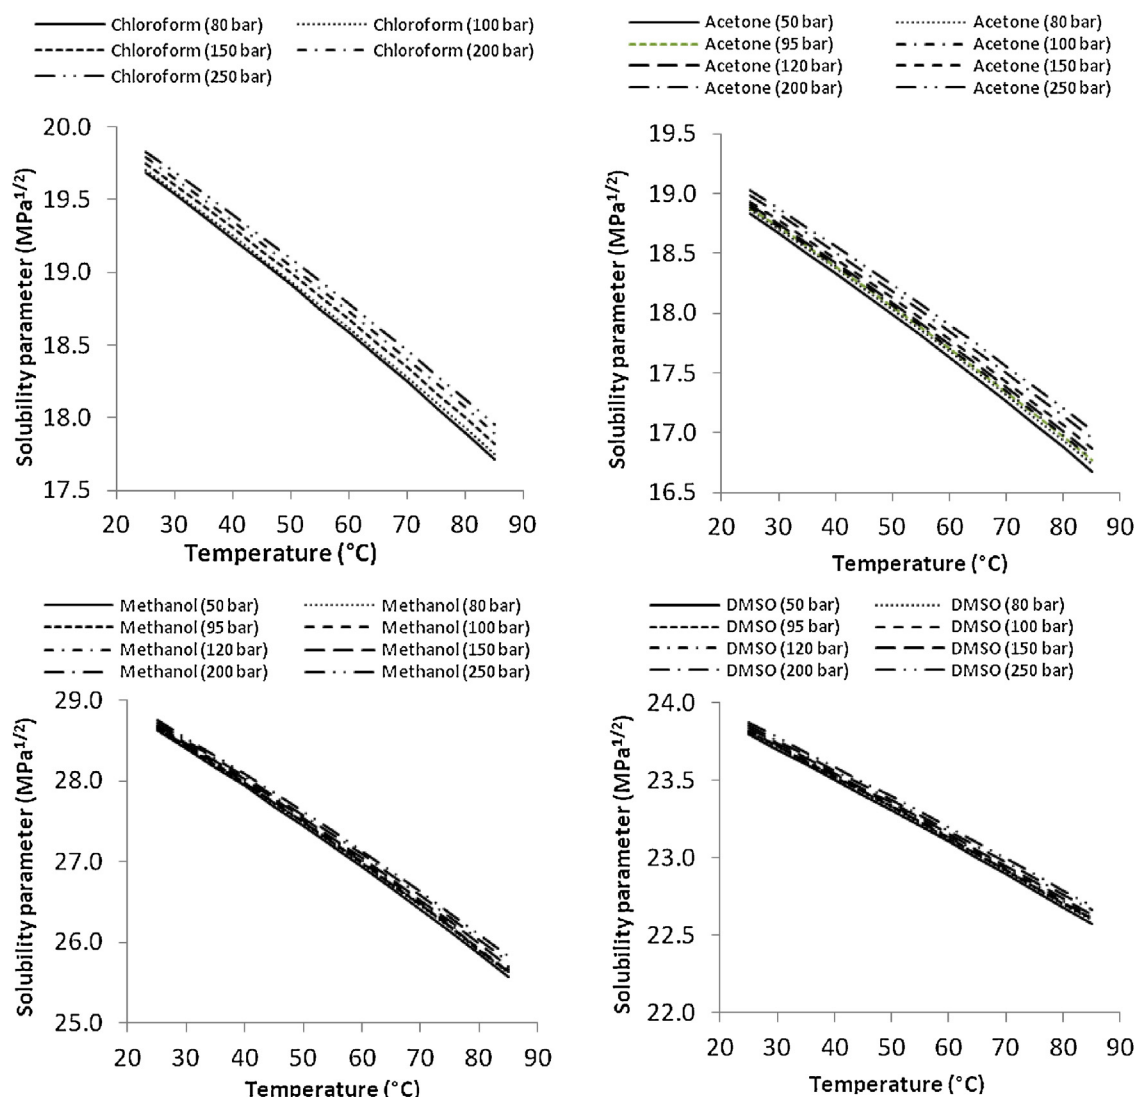 Chloroform (80 bar) Chloroform (100 bar)
Chloroform (150 bar) Chloroform (200 bar)
Chloroform (250 bar)
Solubility parameter (MPa1/2)
20.0
19.5
19.0
18.5
18.0
17.5
20 30 40 50 60 70 80 90
Temperature (°C)
Acetone (50 bar) Acetone (80 bar)
Acetone (95 bar) Acetone (100 bar)
Acetone (120 bar) Acetone (150 bar)
Acetone (200 bar) Acetone (250 bar)
Solubility parameter (MPa1/2)
19.5
19.0
18.5
18.0
17.5
17.0
16.5
20 30 40 50 60 70 80 90
Temperature (°C)
Methanol (50 bar) Methanol (80 bar)
Methanol (95 bar) Methanol (100 bar)
Methanol (120 bar) Methanol (150 bar)
Methanol (200 bar) Methanol (250 bar)
Solubility parameter (MPa1/2)
29.0
28.0
27.0
26.0
25.0
20 30 40 50 60 70 80 90
Temperature (°C)
DMSO (50 bar) DMSO (80 bar)
DMSO (95 bar) DMSO (100 bar)
DMSO (120 bar) DMSO (150 bar)
DMSO (200 bar) DMSO (250 bar)
Solubility parameter (MPa1/2)
24.0
23.5
23.0
22.5
22.0
20 30 40 50 60 70 80 90
Temperature (°C)